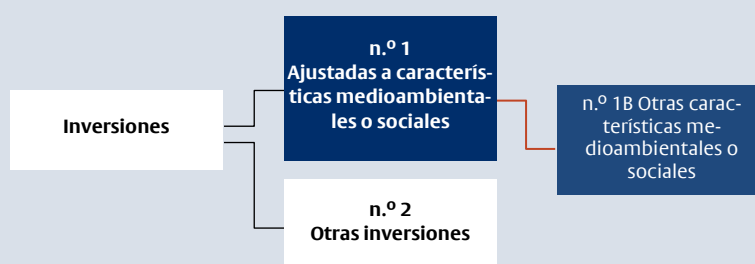 Inversiones
n.º 1
Ajustadas a caracterís-
ticas medioambienta-
les o sociales
n.º 1B Otras carac-
terísticas me-
dioambientales o
sociales
n.º 2
Otras inversiones